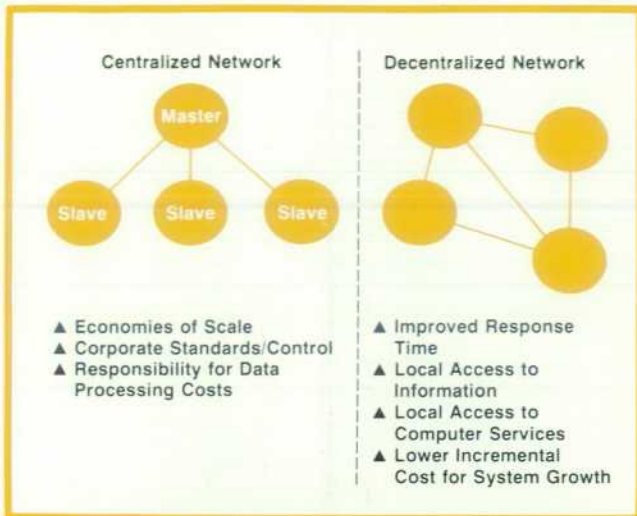 Centralized Network
Master
Slave Slave Slave
▲ Economies of Scale
▲ Corporate Standards/Control
▲ Responsibility for Data
Processing Costs
Decentralized Network
▲ Improved Response
Time
▲ Local Access to
Information
▲ Local Access to
Computer Services
▲ Lower Incremental
Cost for System Growth